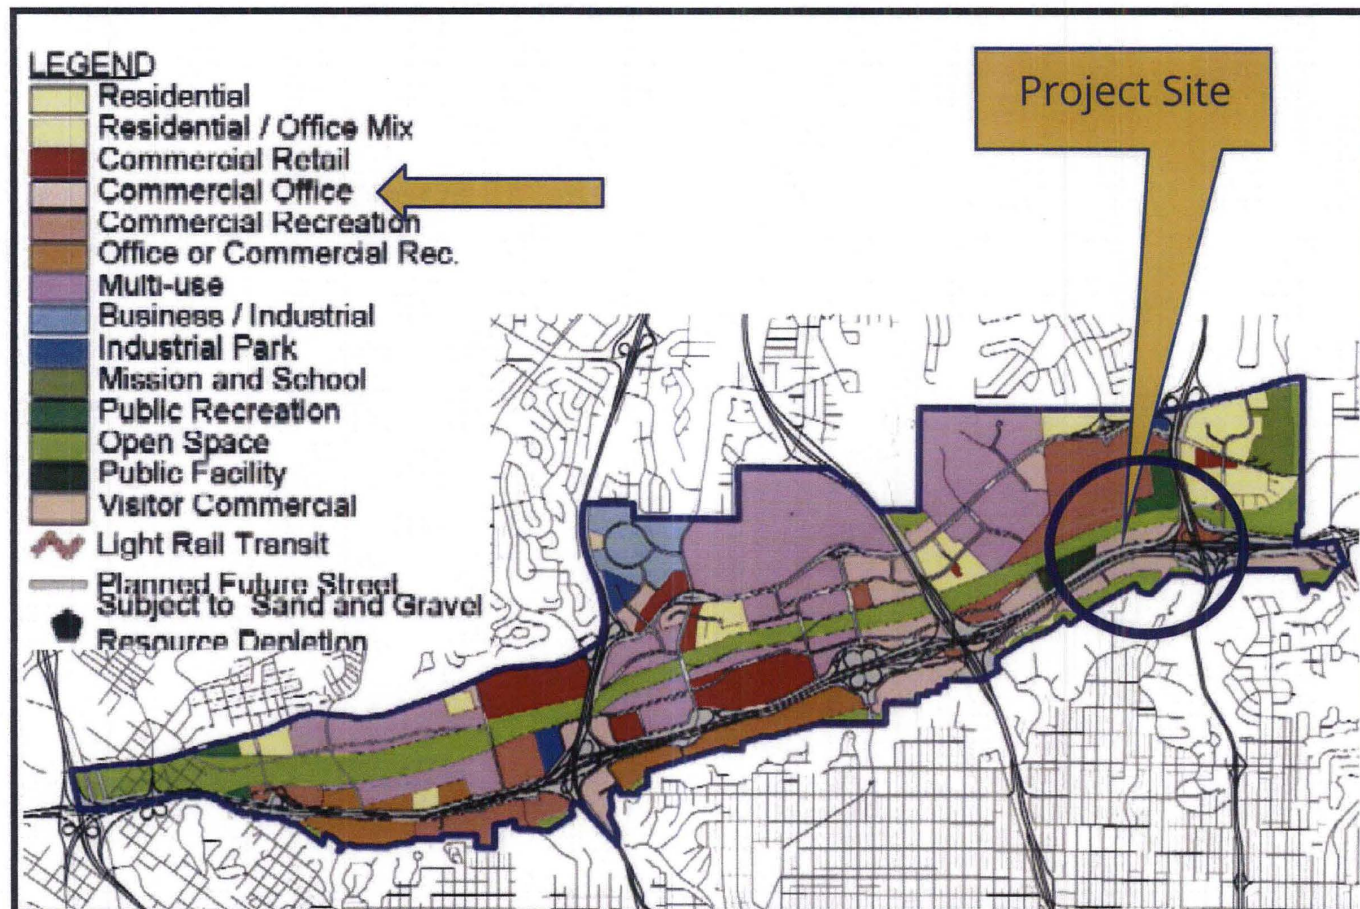 LEGEND
Residential
Residential / Office Mix
Commercial Retail
Commercial Office
Commercial Recreation
Office or Commercial Rec.
Multi-use
Business / Industrial
Industrial Park
Mission and School
Public Recreation
Open Space
Public Facility
Visitor Commercial
Light Rail Transit
Planned Future Street
Subject to Sand and Gravel
Resource Depletion
Project Site